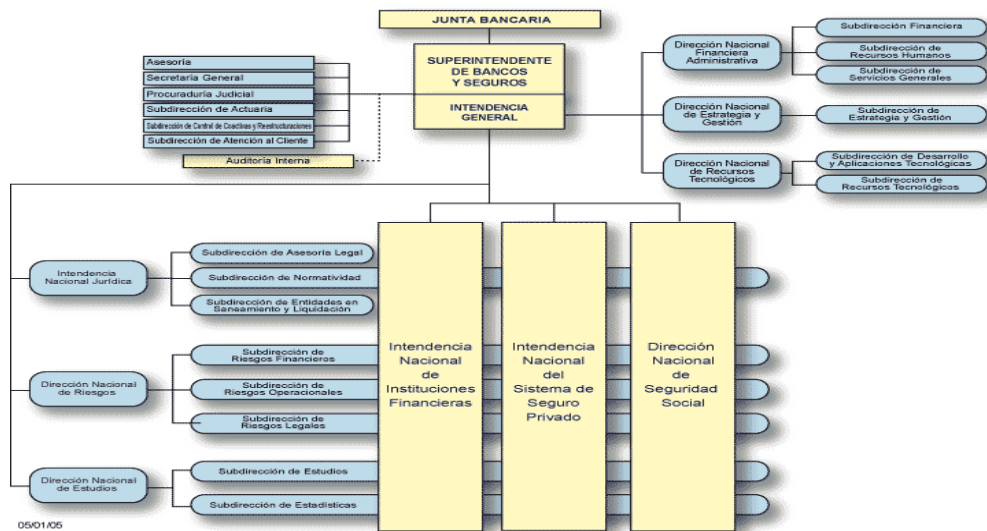 JUNTA BANCARIA
SUPERINTENDENTE
DE BANCOS
Y SEGUROS
INTENDENCIA
GENERAL
Asesoría
Secretaría General
Procuraduría Judicial
Subdirección de Actuaria
Subdirección de Control de Coactivas y Reestructuraciones
Subdirección de Atención al Cliente
Auditoría Interna
Dirección Nacional
Financiera
Administrativa
Subdirección Financiera
Subdirección de
Recursos Humanos
Subdirección de
Servicios Generales
Dirección Nacional
de Estrategia y
Gestión
Subdirección de
Estrategia y Gestión
Dirección Nacional
de Recursos
Tecnológicos
Subdirección de Desarrollo
y Aplicaciones Tecnológicas
Subdirección de
Recursos Tecnológicos
Intendencia
Nacional Jurídica
Subdirección de Asesoría Legal
Subdirección de Normatividad
Subdirección de Entidades en
Saneamiento y Liquidación
Dirección Nacional
de Riesgos
Subdirección de
Riesgos Financieros
Subdirección de
Riesgos Operacionales
Subdirección de
Riesgos Legales
Dirección Nacional
de Estudios
Subdirección de Estudios
Subdirección de Estadísticas
Intendencia
Nacional
de
Instituciones
Financieras
Intendencia
Nacional
del
Sistema de
Seguro
Privado
Dirección
Nacional
de
Seguridad
Social
05/01/05